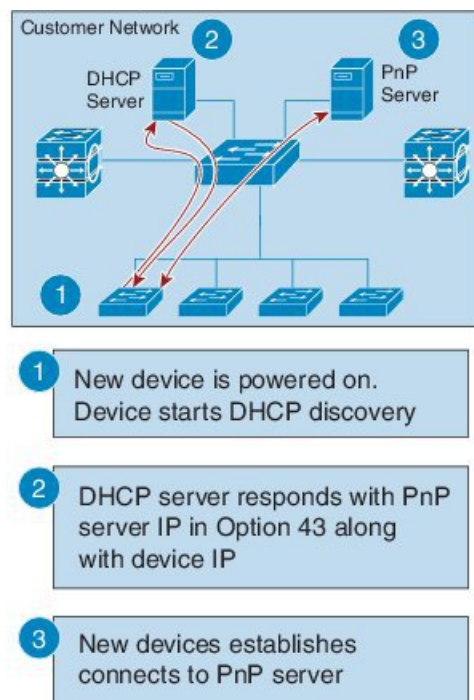 Customer Network
2
3
DHCP
Server
PnP
Server
1
1
New device is powered on.
Device starts DHCP discovery
2
DHCP server responds with PnP
server IP in Option 43 along
with device IP
3
New devices establishes
connects to PnP server